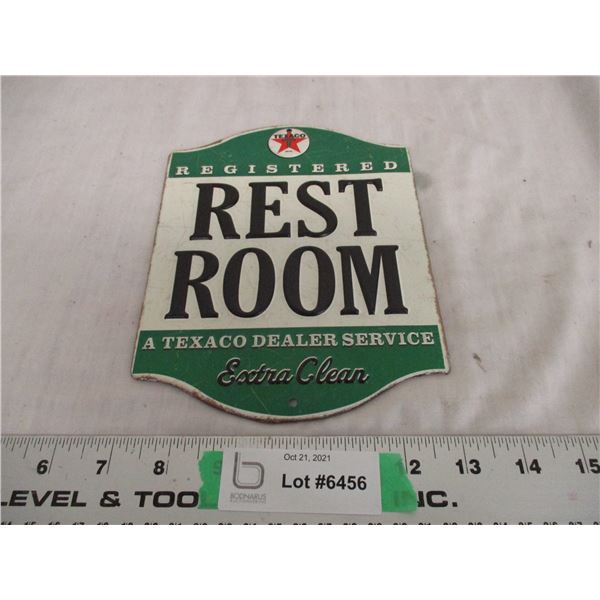 TEXACO
REGISTERED
REST
ROOM
A TEXACO DEALER SERVICE
Extra Clean
6 7 8 12 13 14 15
LEVEL & TOOL INC.
Oct 21, 2021
Lot #6456
b
BODNARUS